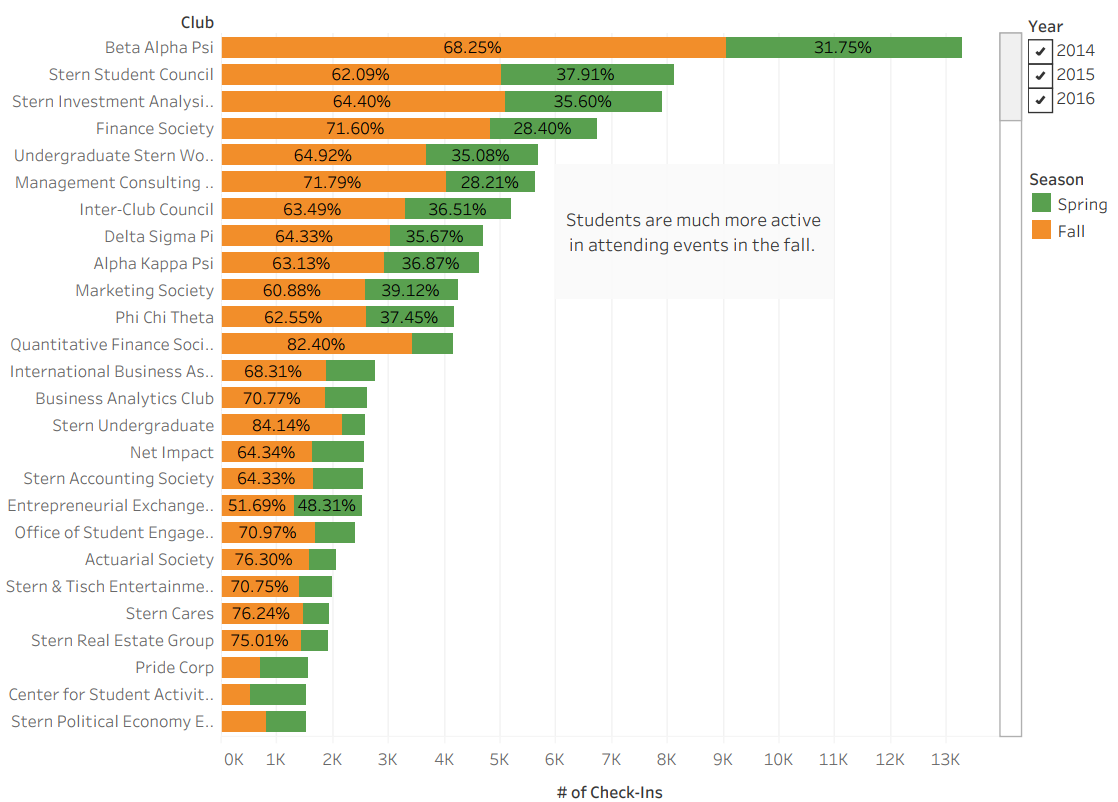 Club
Beta Alpha Psi 68.25% 31.75%
Stern Student Council 62.09% 37.91%
Stern Investment Analysi.. 64.40% 35.60%
Finance Society 71.60% 28.40%
Undergraduate Stern Wo.. 64.92% 35.08%
Management Consulting .. 71.79% 28.21%
Inter-Club Council 63.49% 36.51%
Delta Sigma Pi 64.33% 35.67%
Alpha Kappa Psi 63.13% 36.87%
Marketing Society 60.88% 39.12%
Phi Chi Theta 62.55% 37.45%
Quantitative Finance Soci.. 82.40%
International Business As.. 68.31%
Business Analytics Club 70.77%
Stern Undergraduate 84.14%
Net Impact 64.34%
Stern Accounting Society 64.33%
Entrepreneurial Exchange.. 51.69% 48.31%
Office of Student Engage.. 70.97%
Actuarial Society 76.30%
Stern & Tisch Entertainme.. 70.75%
Stern Cares 76.24%
Stern Real Estate Group 75.01%
Pride Corp
Center for Student Activit..
Stern Political Economy E..
0K 1K 2K 3K 4K 5K 6K 7K 8K 9K 10K 11K 12K 13K
# of Check-Ins
Students are much more active
in attending events in the fall.
Year
2014
2015
2016
Season
Spring
Fall